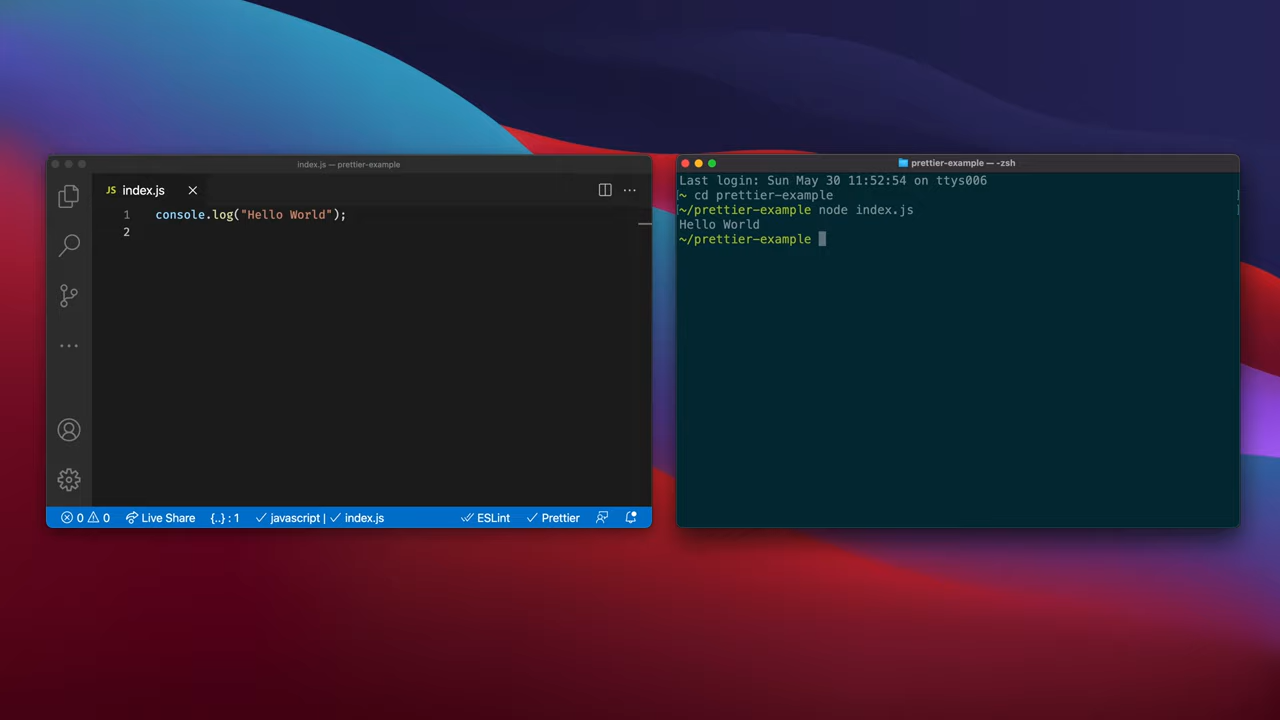 index.js — prettier-example
JS index.js
1 console.log("Hello World");
2
0 0 Live Share {..} : 1 javascript | index.js ESLint Prettier
prettier-example — -zsh
Last login: Sun May 30 11:52:54 on ttys006
~ cd prettier-example
~/prettier-example node index.js
Hello World
~/prettier-example